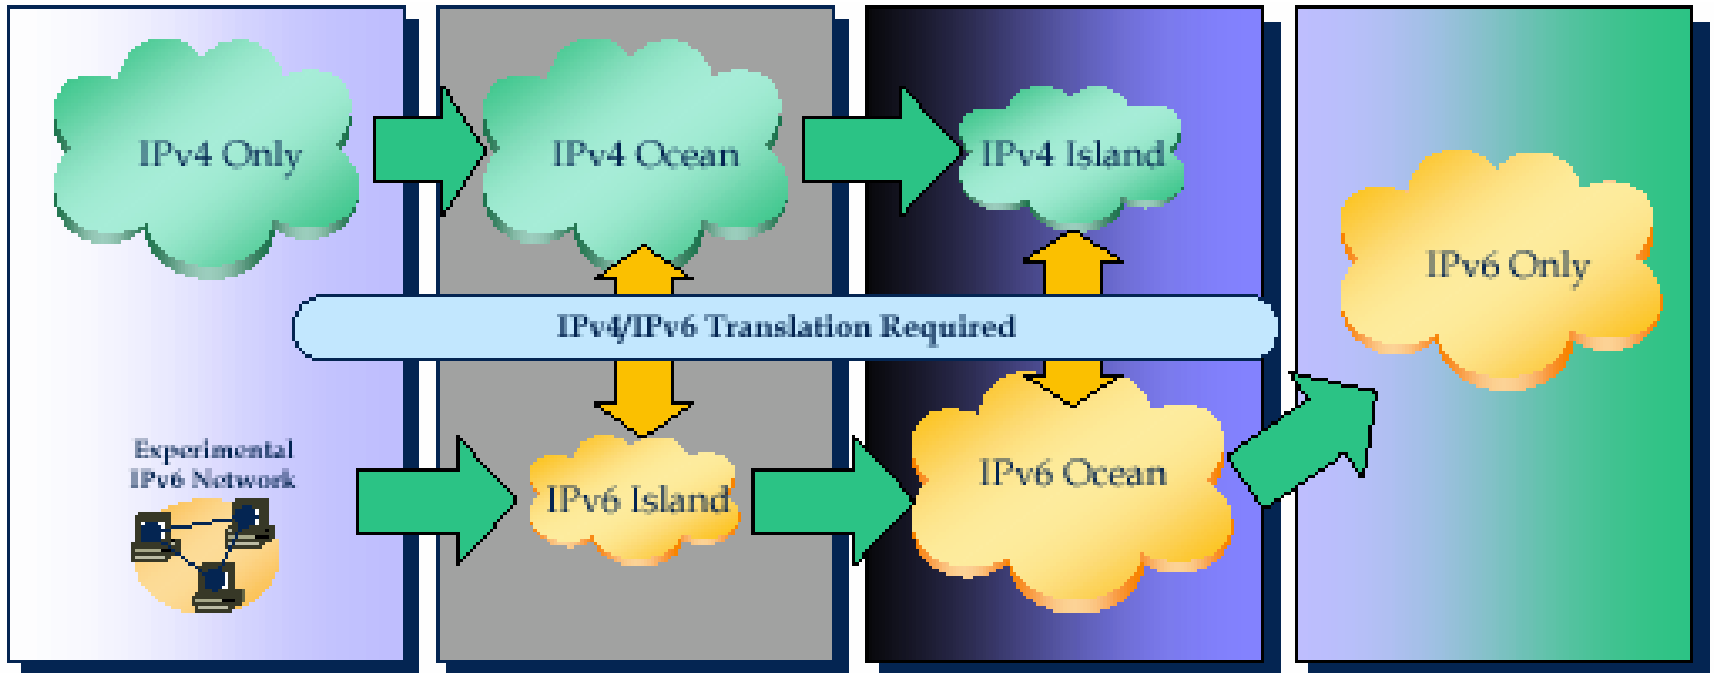 IPv4 Only
IPv4 Ocean
IPv4 Island
IPv6 Only
IPv4/IPv6 Translation Required
Experimental
IPv6 Network
IPv6 Island
IPv6 Ocean